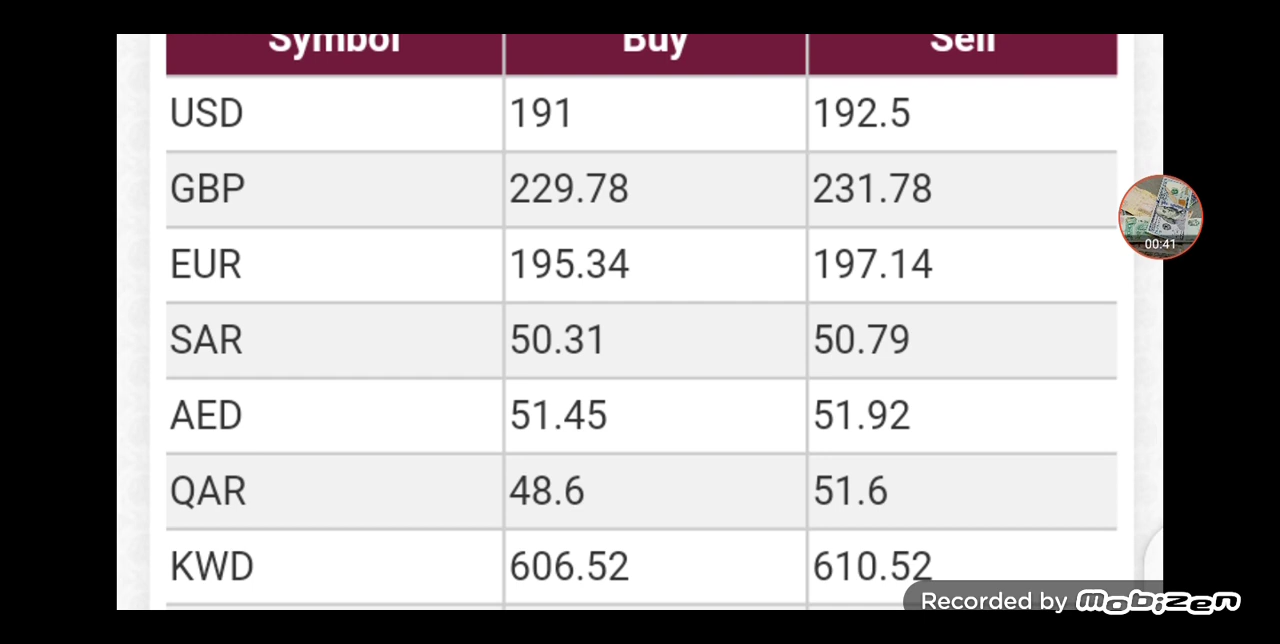 Symbol Buy Sell
USD 191 192.5
GBP 229.78 231.78
EUR 195.34 197.14
SAR 50.31 50.79
AED 51.45 51.92
QAR 48.6 51.6
KWD 606.52 610.52
00:41
Recorded by Mobizen